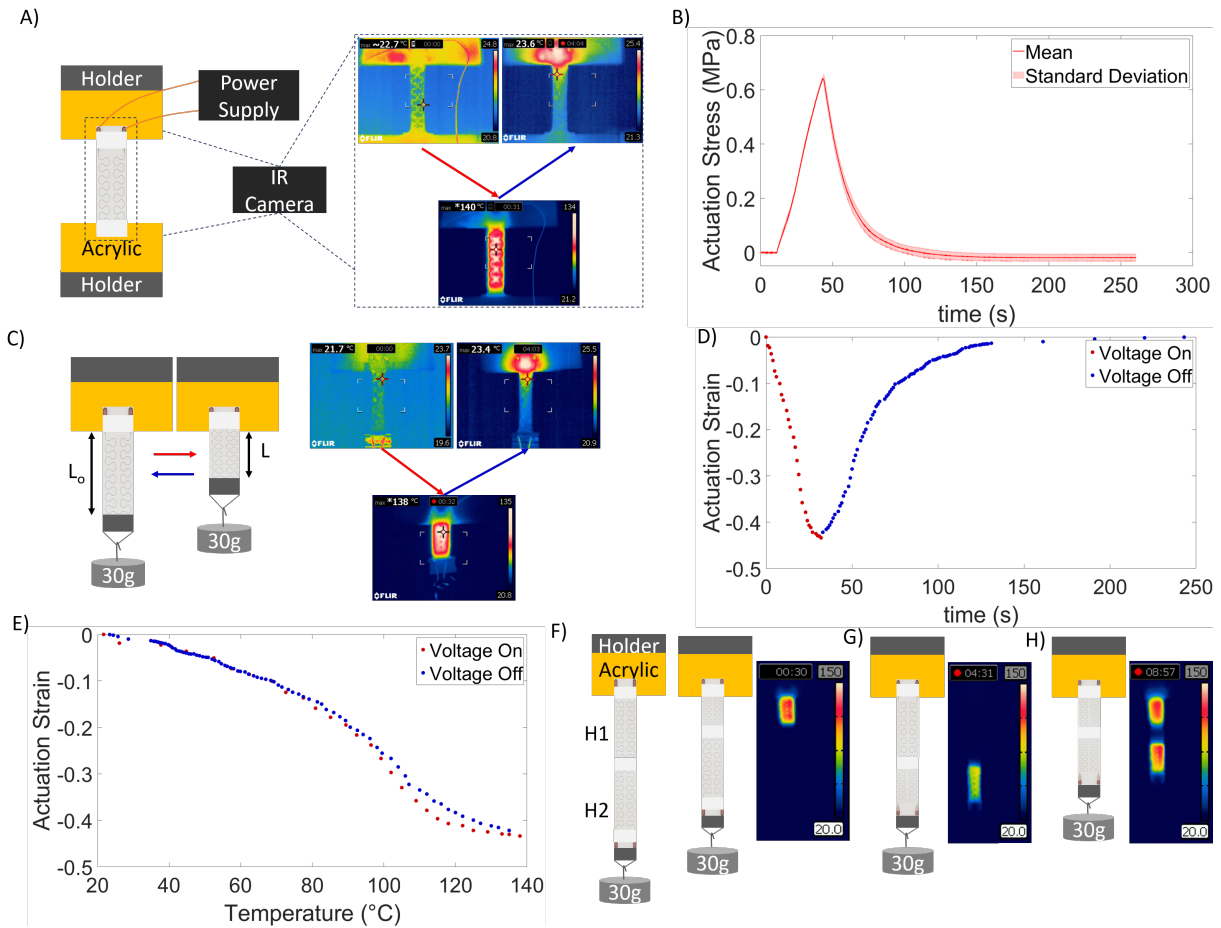 A)
Holder
Power
Supply
IR
Camera
Acrylic
Holder
max ~22.7 °C 00:00 24.8
FLIR 20.8
max 23.6 °C 04:04 25.4
FLIR 21.3
max *140 °C 00:31 134
FLIR 21.2
B)
Actuation Stress (MPa)
0.8
0.6
0.4
0.2
0
0 50 100 150 200 250 300
time (s)
Mean
Standard Deviation
C)
Lo
L
30g
30g
max 21.7 °C 00:00 23.7
FLIR 19.6
max 23.4 °C 04:03 25.5
FLIR 20.9
max *138 °C 00:32 135
FLIR 20.8
D)
Actuation Strain
0
-0.1
-0.2
-0.3
-0.4
-0.5
0 50 100 150 200 250
time (s)
Voltage On
Voltage Off
E)
Actuation Strain
0
-0.1
-0.2
-0.3
-0.4
-0.5
20 40 60 80 100 120 140
Temperature (°C)
Voltage On
Voltage Off
F)
Holder
Acrylic
H1
H2
30g
30g
00:30 150
20.0
G)
30g
04:31 150
20.0
H)
30g
08:57 150
20.0